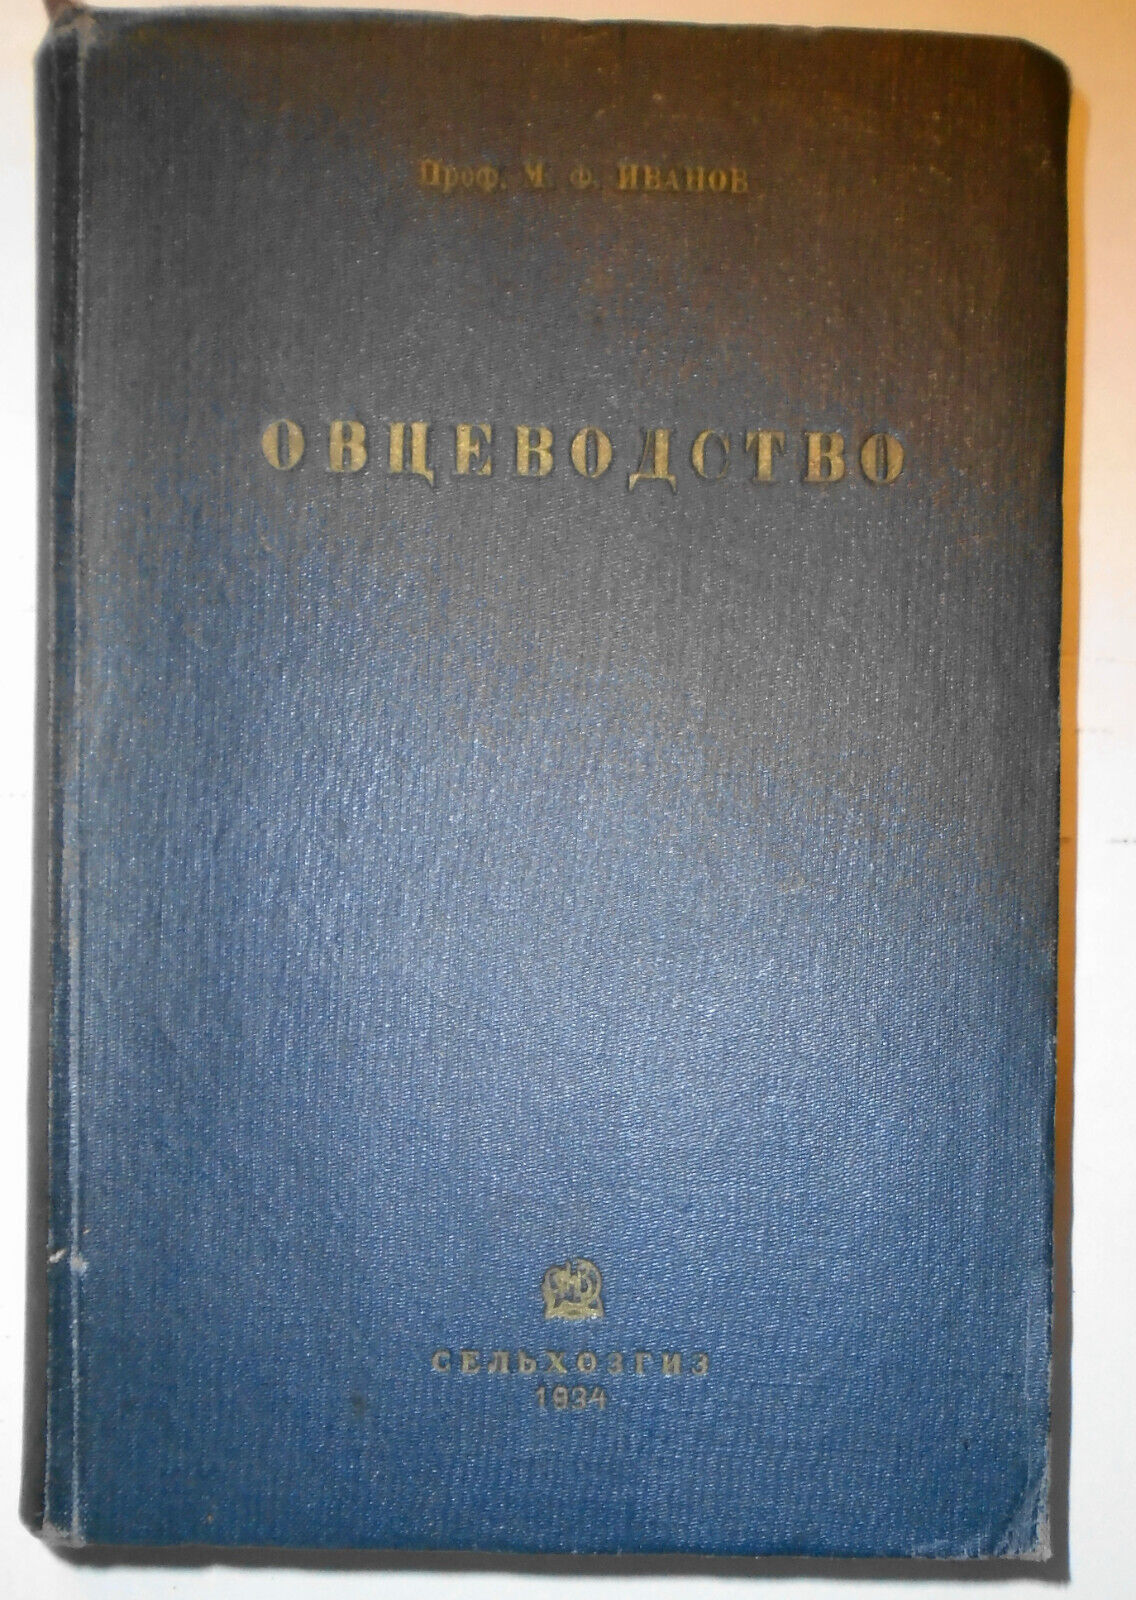 Проф. М. Ф. ИВАНОВ
ОВЦЕВОДСТВО
СЕЛЬХОЗГИЗ
1934